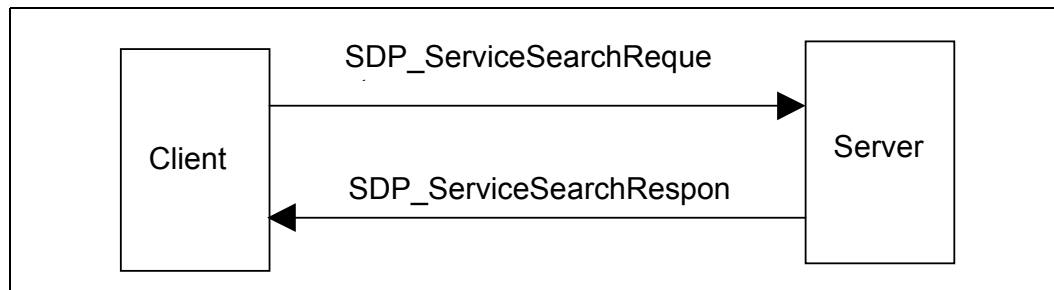 SDP_ServiceSearchReque
Client
Server
SDP_ServiceSearchRespon